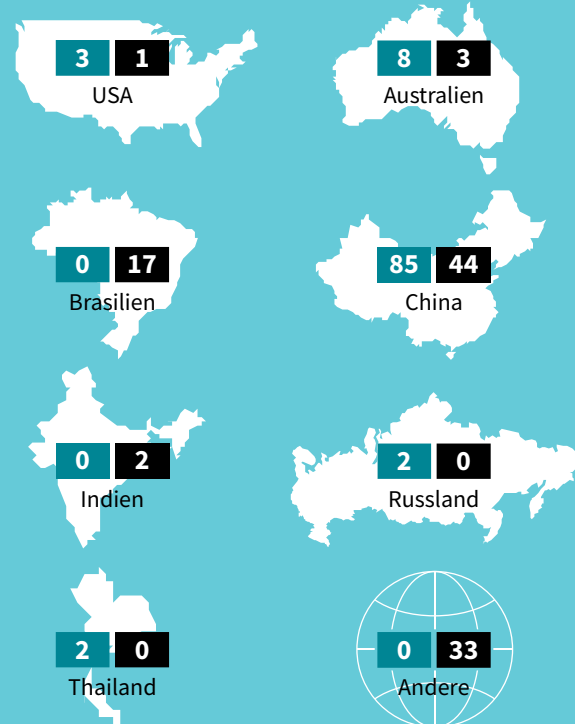 3 1
USA
8 3
Australien
0 17
Brasilien
85 44
China
0 2
Indien
2 0
Russland
2 0
Thailand
0 33
Andere